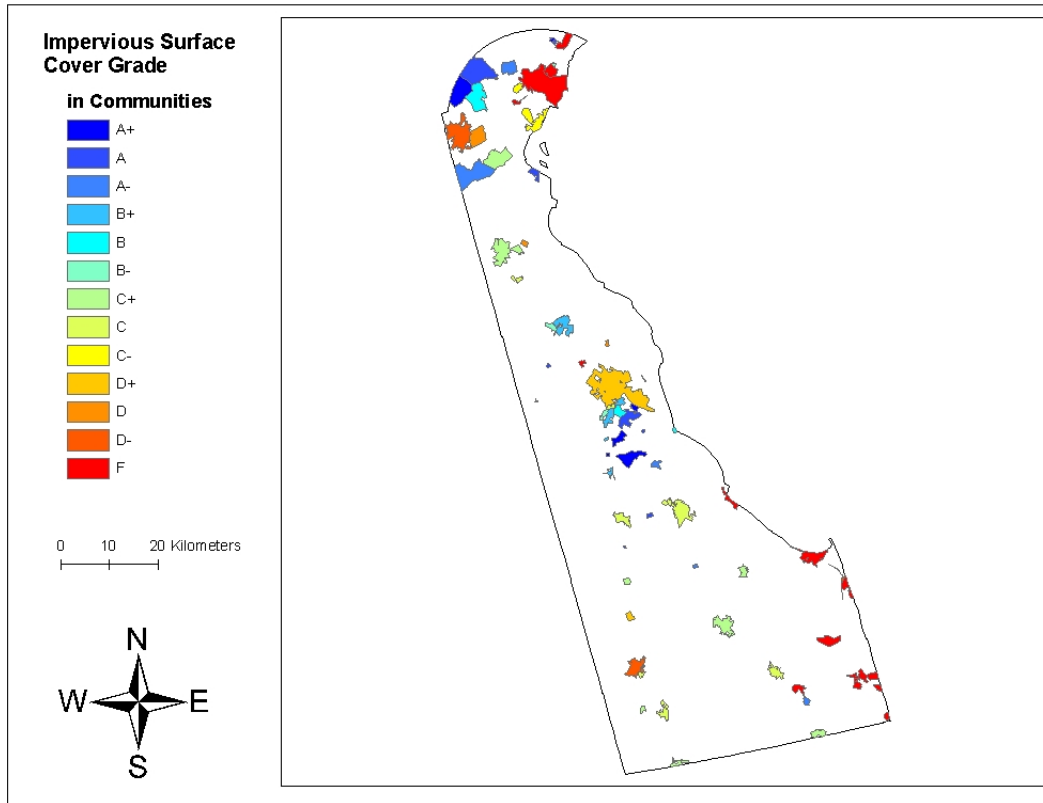 Impervious Surface
Cover Grade
in Communities
A+
A
A-
B+
B
B-
C+
C
C-
D+
D
D-
F
0 10 20 Kilometers
N
W E
S